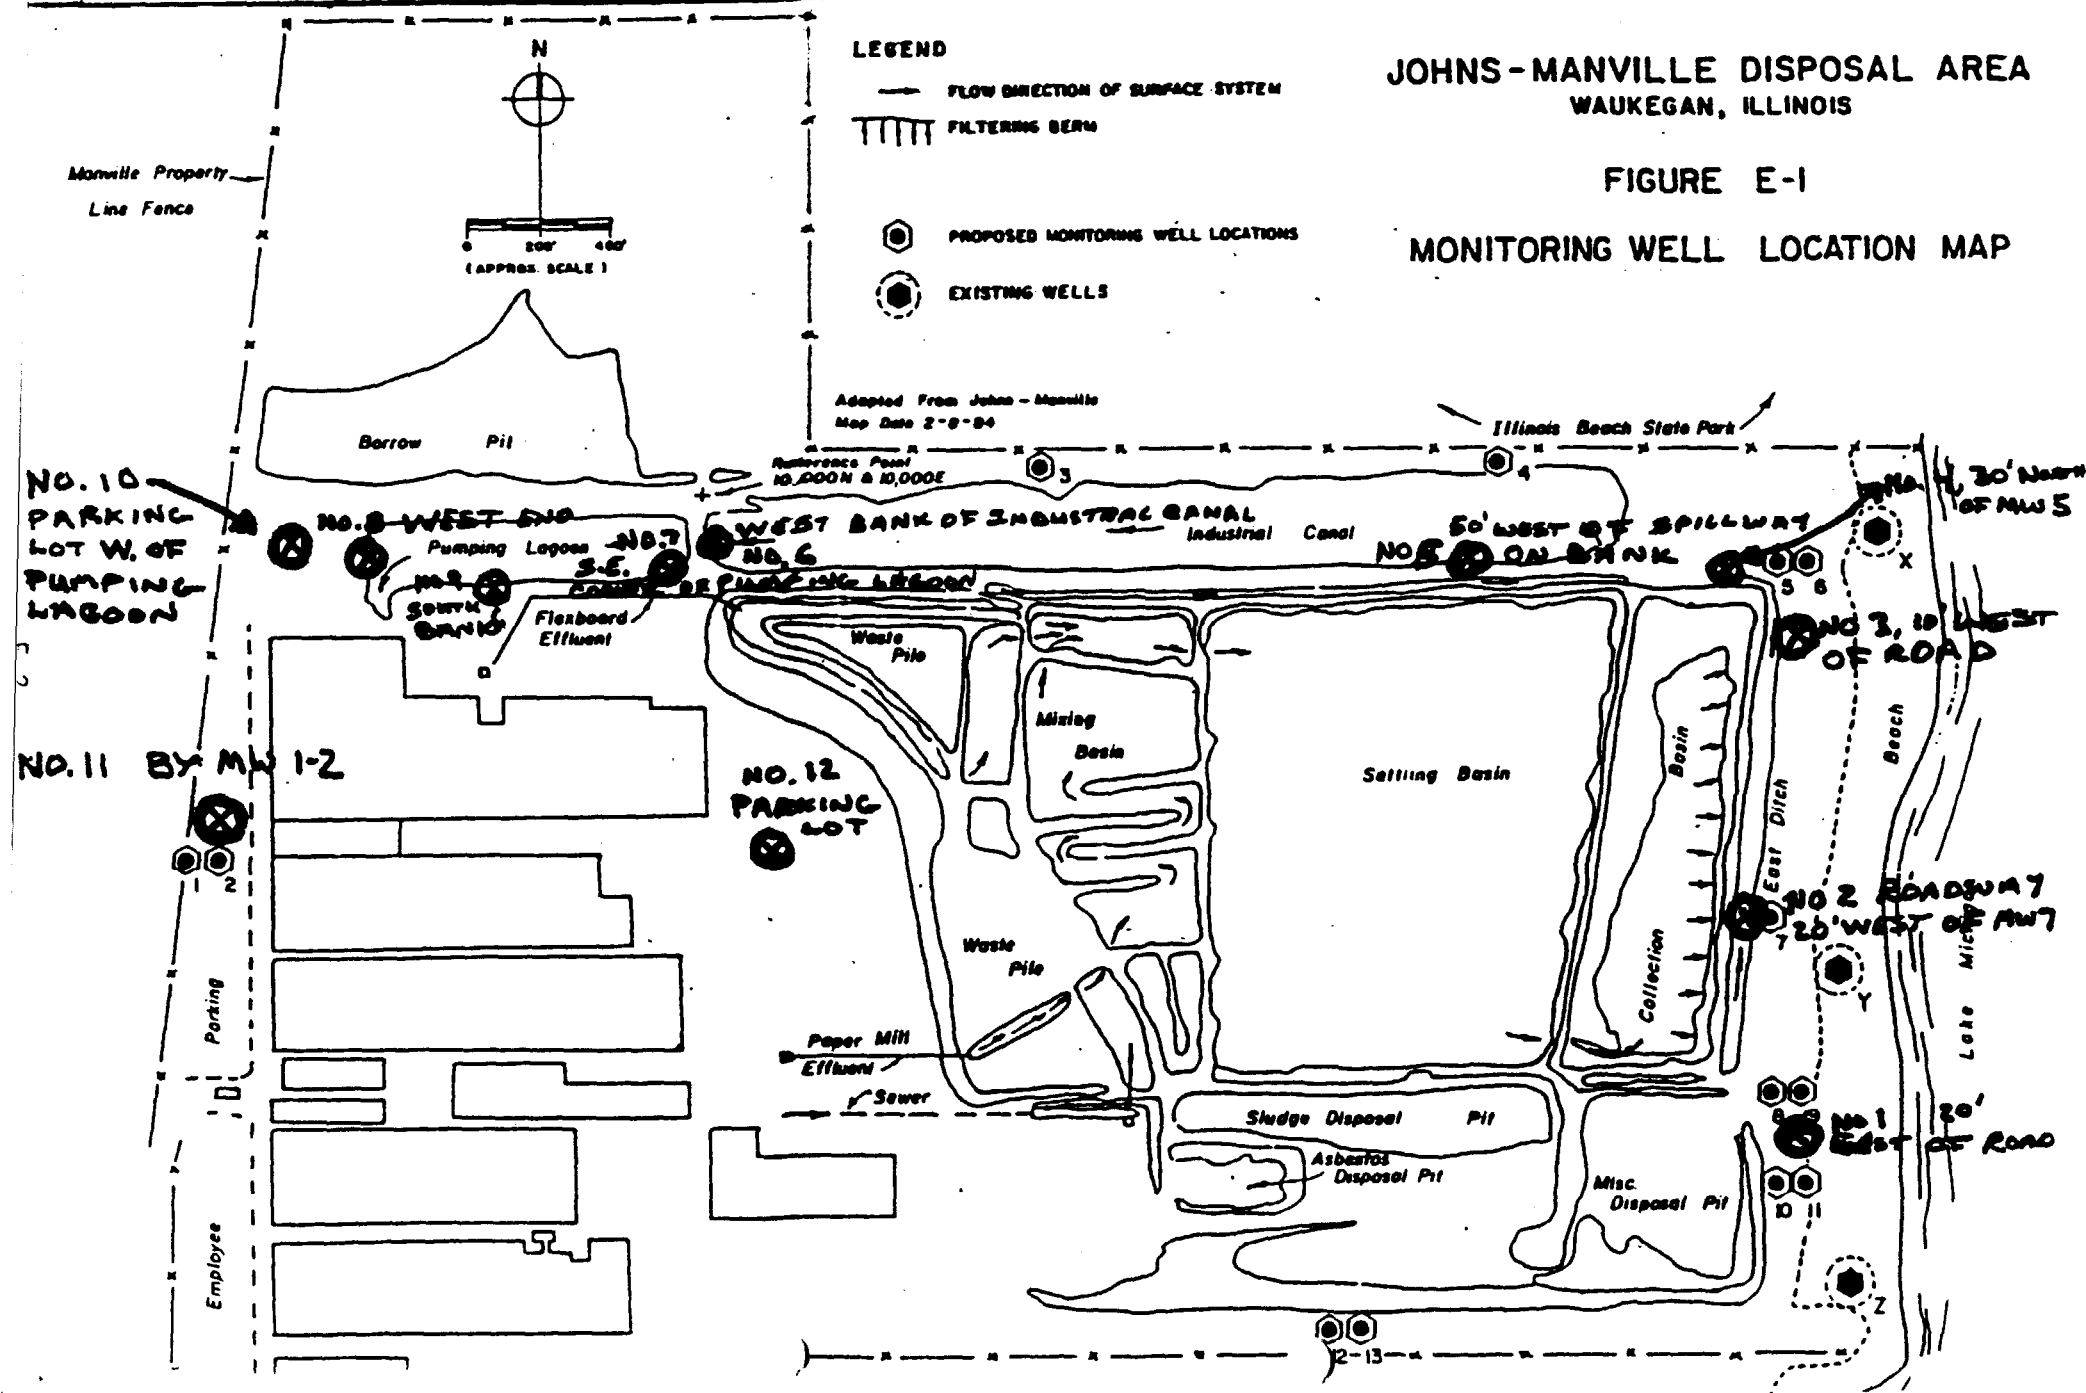 N
LEGEND
FLOW DIRECTION OF SURFACE SYSTEM
FILTERING BERM
PROPOSED MONITORING WELL LOCATIONS
EXISTING WELLS
JOHNS-MANVILLE DISPOSAL AREA
WAUKEGAN, ILLINOIS
FIGURE E-1
MONITORING WELL LOCATION MAP
Manville Property
Line Fence
0 200' 400'
(APPROX. SCALE)
Adapted From Johns-Manville
Map Date
Illinois Beach State Park
Borrow Pit
Reference Point
10,000N & 10,000E
3
4
NO. 10
PARKING
LOT W. OF
PUMPING
LAGOON
NO. 8 WEST END
Pumping Lagoon
NO. 7
S.E.
CORNER OF PUMPING LAGOON
NO. 9
SOUTH
BANK
WEST BANK OF INDUSTRIAL CANAL
NO. 6
Industrial Canal
50' WEST OF SPILLWAY
NO 5
ON BANK
No. 4, 30' NORTH
OF MW 5
X
5 6
Flexboard
Effluent
Waste
Pile
NO 3, 10' WEST
OF ROAD
Mixing
Basin
Settling Basin
Basin
Collection
East Ditch
Beach
NO. 11 BY MW 1-2
1 2
NO. 12
PARKING
LOT
NO 2 ROADWAY
20' WEST OF MW7
7
Y
Lake
Waste
Pile
Parking
Paper Mill
Effluent
Sewer
Sludge Disposal Pit
Asbestos
Disposal Pit
Misc.
Disposal Pit
8 9
NO 1 20'
EAST OF ROAD
10 11
Z
Employee
12-13